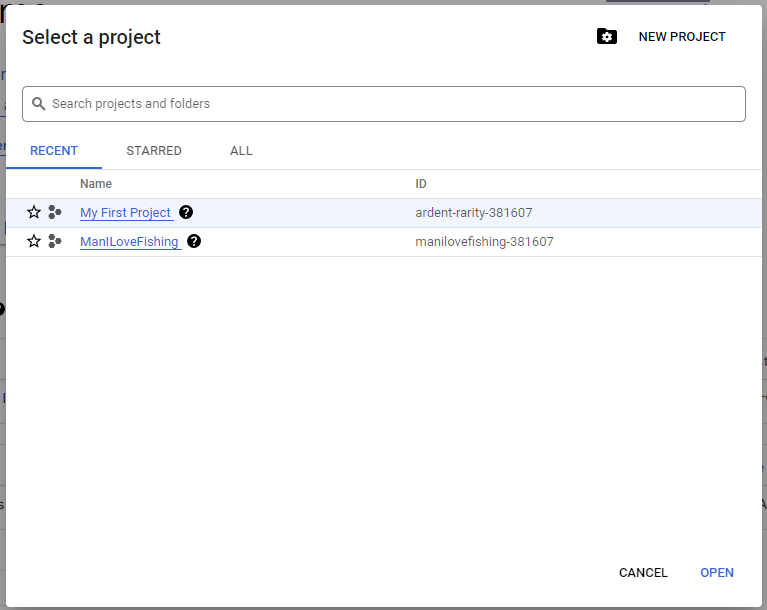 Select a project
NEW PROJECT
Search projects and folders
RECENT STARRED ALL
Name ID
My First Project ardent-rarity-381607
ManILoveFishing manilovefishing-381607
CANCEL OPEN